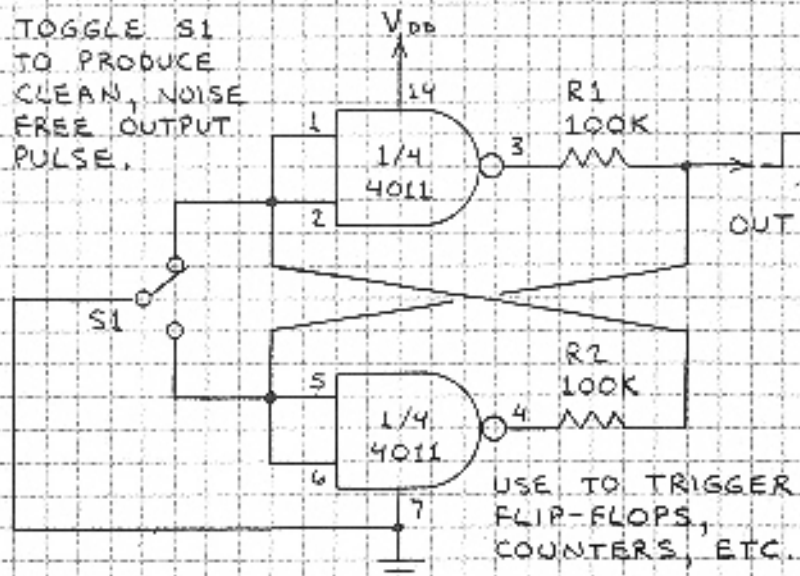 TOGGLE S1
TO PRODUCE
CLEAN, NOISE
FREE OUTPUT
PULSE.
VDD
14
1
2
1/4
4011
3
R1
100K
OUT
S1
5
6
1/4
4011
4
R2
100K
7
USE TO TRIGGER
FLIP-FLOPS,
COUNTERS, ETC.